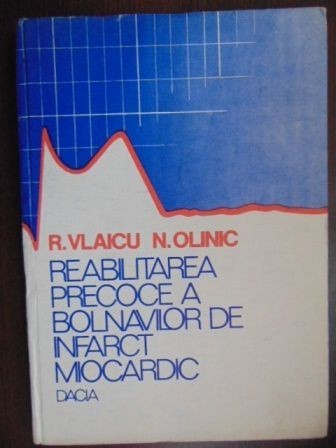 R.VLAICU N.OLINIC
REABILITAREA
PRECOCE A
BOLNAVILOR DE
INFARCT
MIOCARDIC
DACIA